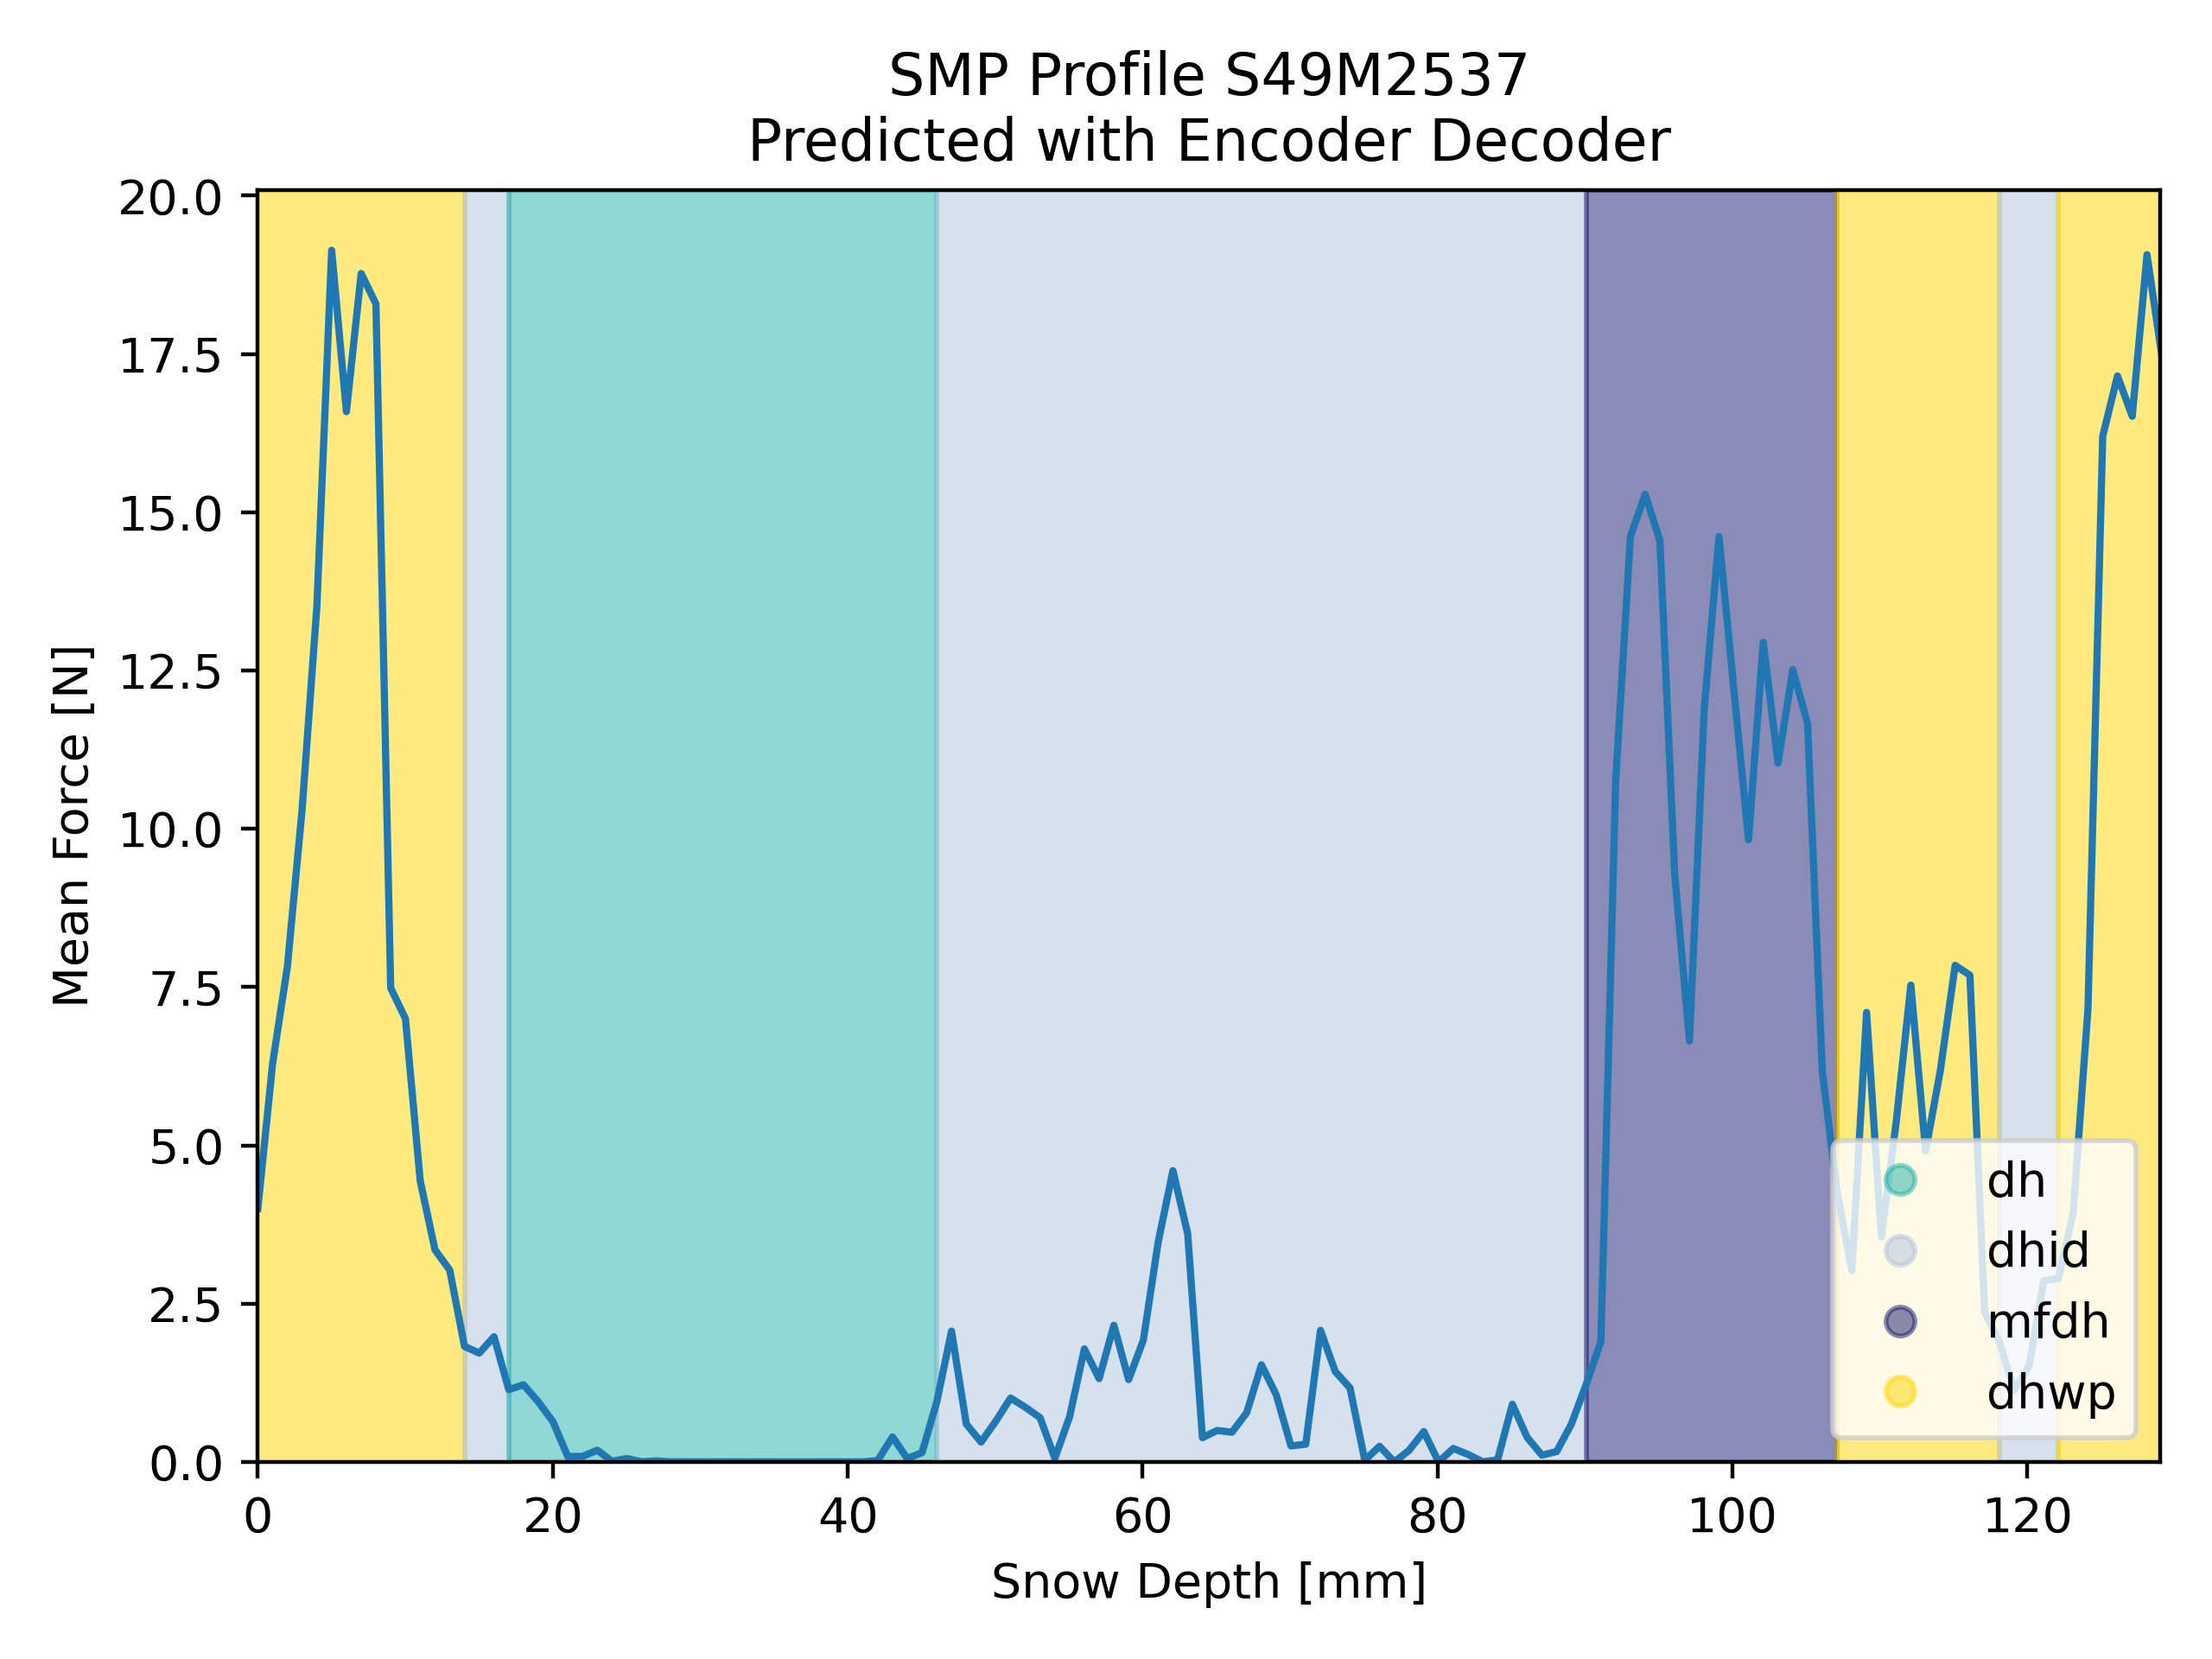 SMP Profile S49M2537
Predicted with Encoder Decoder
20.0
17.5
15.0
12.5
10.0
7.5
5.0
2.5
0.0
Mean Force [N]
0 20 40 60 80 100 120
Snow Depth [mm]
dh
dhid
mfdh
dhwp